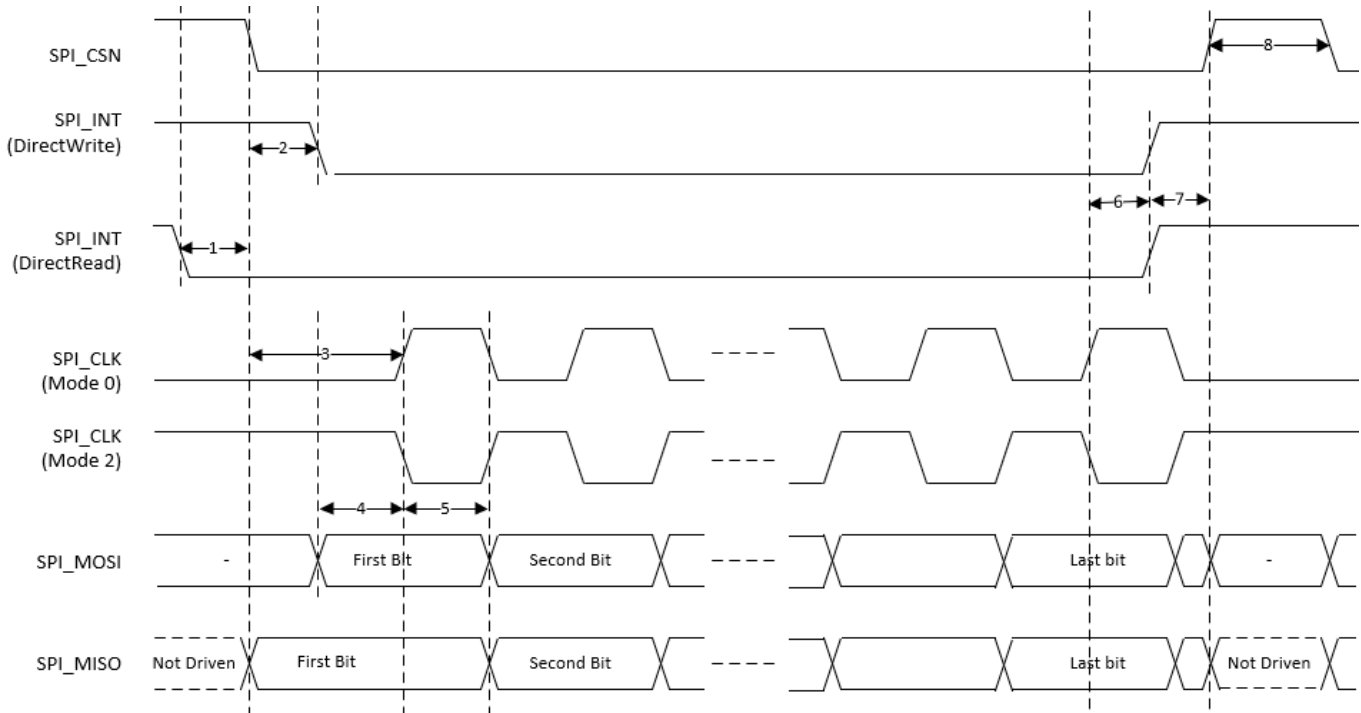 SPI_CSN
8
SPI_INT
(DirectWrite)
2
6
7
SPI_INT
(DirectRead)
1
SPI_CLK
(Mode 0)
3
SPI_CLK
(Mode 2)
4
5
SPI_MOSI
-
First Bit
Second Bit
Last bit
-
SPI_MISO
Not Driven
First Bit
Second Bit
Last bit
Not Driven